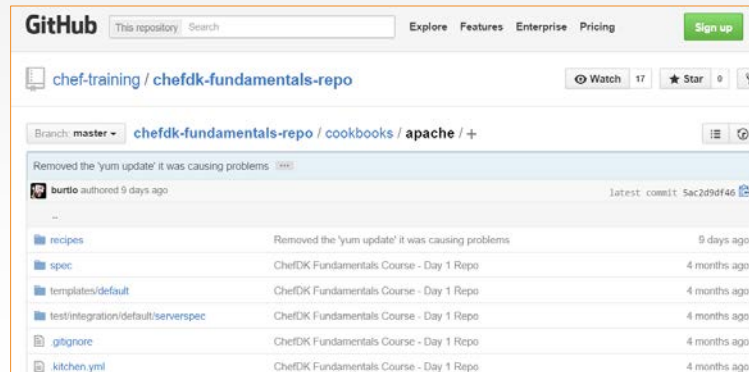 GitHub This repository Search Explore Features Enterprise Pricing Sign up
chef-training / chefdk-fundamentals-repo Watch 17 Star 0
Branch: master chefdk-fundamentals-repo / cookbooks / apache / +
Removed the 'yum update' it was causing problems
burtlo authored 9 days ago latest commit 5ac2d9df46
..
recipes Removed the 'yum update' it was causing problems 9 days ago
spec ChefDK Fundamentals Course - Day 1 Repo 4 months ago
templates/default ChefDK Fundamentals Course - Day 1 Repo 4 months ago
test/integration/default/serverspec ChefDK Fundamentals Course - Day 1 Repo 4 months ago
.gitignore ChefDK Fundamentals Course - Day 1 Repo 4 months ago
.kitchen.yml ChefDK Fundamentals Course - Day 1 Repo 4 months ago